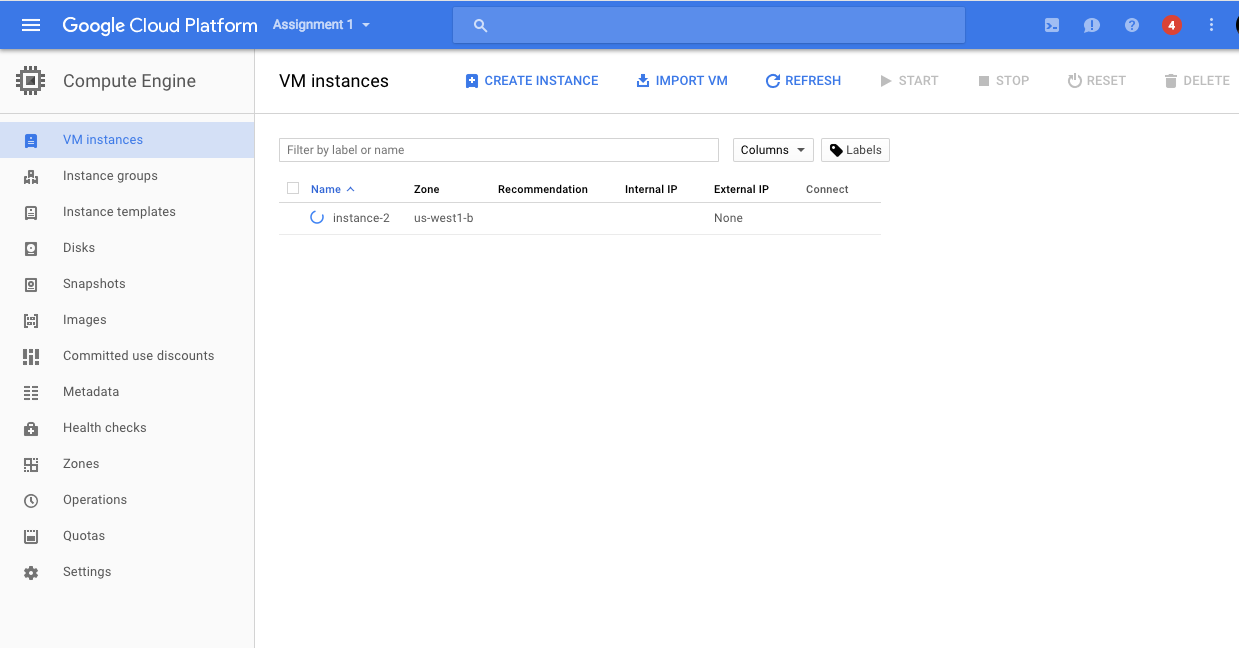 Google Cloud Platform
Assignment 1
4
Compute Engine
VM instances
CREATE INSTANCE
IMPORT VM
REFRESH
START
STOP
RESET
DELETE
VM instances
Instance groups
Instance templates
Disks
Snapshots
Images
Committed use discounts
Metadata
Health checks
Zones
Operations
Quotas
Settings
Filter by label or name
Columns
Labels
Name Zone Recommendation Internal IP External IP Connect
instance-2 us-west1-b None